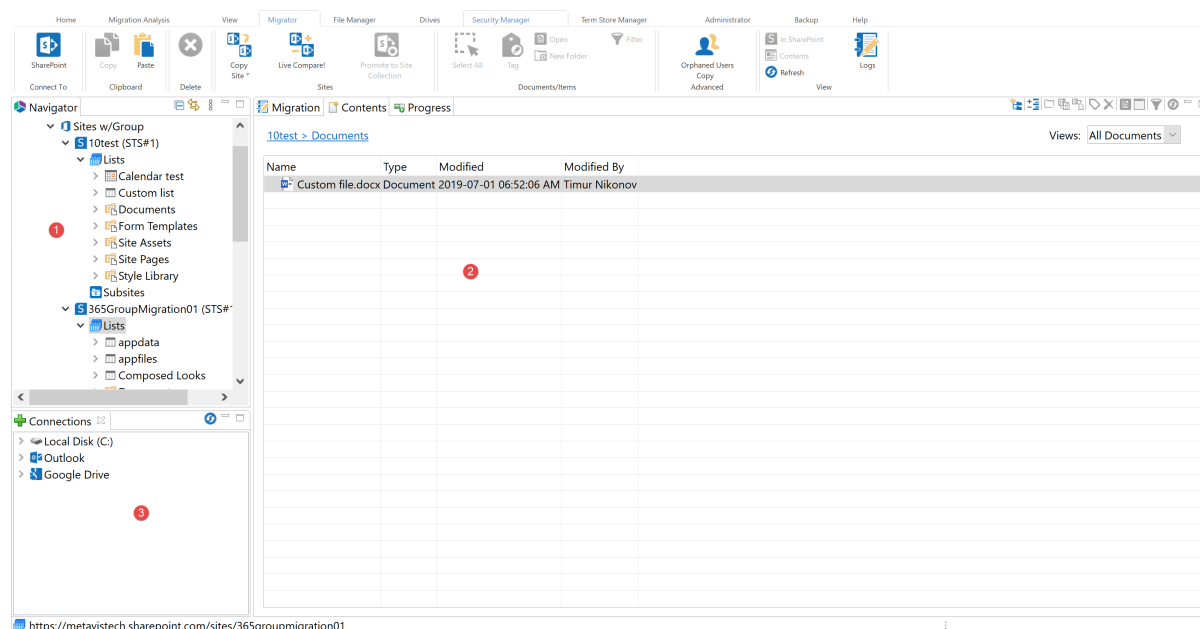 Home Migration Analysis View Migrator File Manager Drives Security Manager Term Store Manager Administrator Backup Help
SharePoint
Connect To
Copy Paste
Clipboard
Delete
Delete
Copy
Site
Live Compare!
Promote to Site
Collection
Sites
Select All Tag
Open
New Folder
Filter
Documents/Items
Orphaned Users
Copy
Advanced
In SharePoint
Contents
Refresh
Logs
View
Navigator
Sites w/Group
10test (STS#1)
Lists
Calendar test
Custom list
Documents
Form Templates
Site Assets
Site Pages
Style Library
Subsites
365GroupMigration01 (STS#
Lists
appdata
appfiles
Composed Looks
1
Connections
Local Disk (C:)
Outlook
Google Drive
3
Migration Contents Progress
10test > Documents
Views: All Documents
Name Type Modified Modified By
Custom file.docx Document 2019-07-01 06:52:06 AM Timur Nikonov
2
https://metavistech.sharepoint.com/sites/365groupmigration01